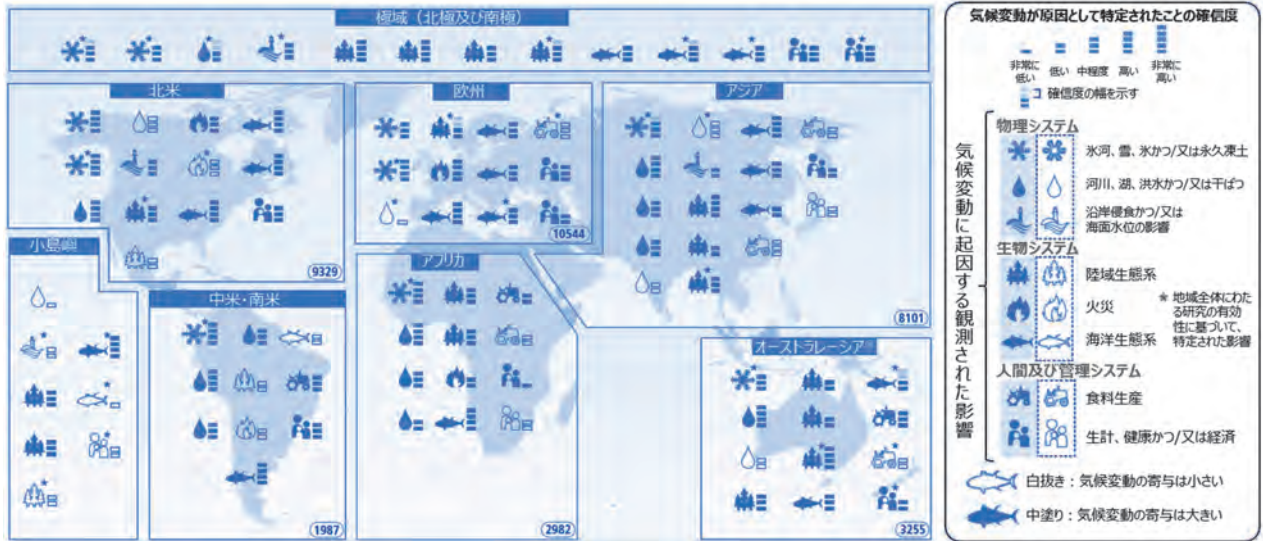 極域（北極及び南極）
北米
欧州
アジア
10544
小島嶼
9329
アフリカ
中米・南米
8101
オーストラレーシア
1987
2982
3255
気候変動が原因として特定されたことの確信度
非常に
低い
低い
中程度
高い
非常に
高い
確信度の幅を示す
気候変動に起因する観測された影響
物理システム
氷河、雪、氷かつ/又は永久凍土
河川、湖、洪水かつ/又は干ばつ
沿岸侵食かつ/又は
海面水位の影響
生物システム
陸域生態系
火災
海洋生態系
＊ 地域全体にわた
る研究の有効
性に基づいて、
特定された影響
人間及び管理システム
食料生産
生計、健康かつ/又は経済
白抜き：気候変動の寄与は小さい
中塗り：気候変動の寄与は大きい